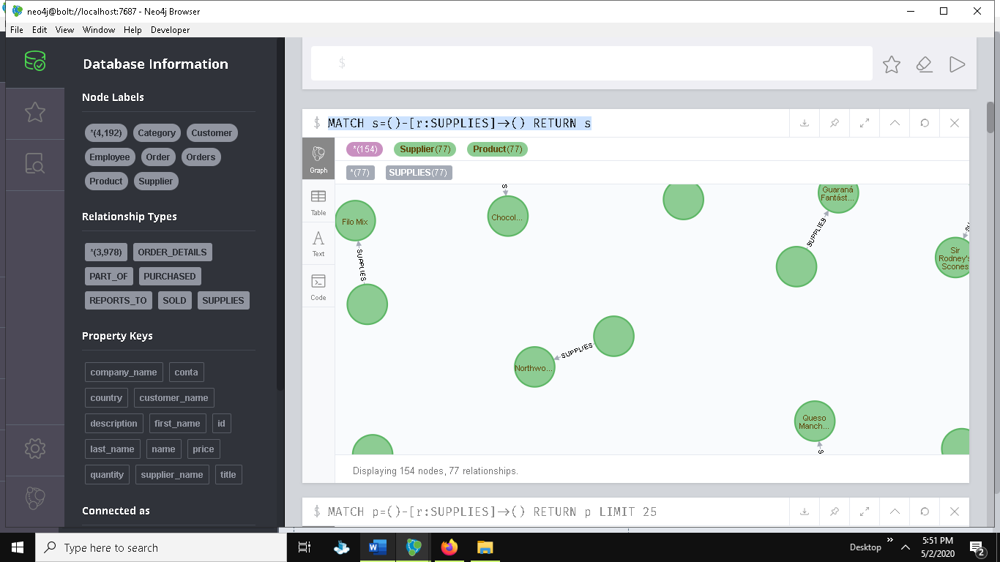 neo4j@bolt://localhost:7687 - Neo4j Browser
File Edit View Window Help Developer
Database Information
Node Labels
*(4,192) Category Customer
Employee Order Orders
Product Supplier
Relationship Types
*(3,978) ORDER_DETAILS
PART_OF PURCHASED
REPORTS_TO SOLD SUPPLIES
Property Keys
company_name conta
country customer_name
description first_name id
last_name name price
quantity supplier_name title
Connected as
$
$ MATCH s=()-[r:SUPPLIES]->() RETURN s
Graph
Table
Text
Code
*(154) Supplier(77) Product(77)
*(77) SUPPLIES(77)
Filo Mix
SUPPLIES
S
Chocol...
Guaraná
Fantást...
SUPPLIES
Sir
Rodney's
Scones
SUPPLIES
Northwo...
Queso
Manch...
S
Displaying 154 nodes, 77 relationships.
$ MATCH p=()-[r:SUPPLIES]->() RETURN p LIMIT 25
Type here to search
W
Desktop
5:51 PM
5/2/2020
2